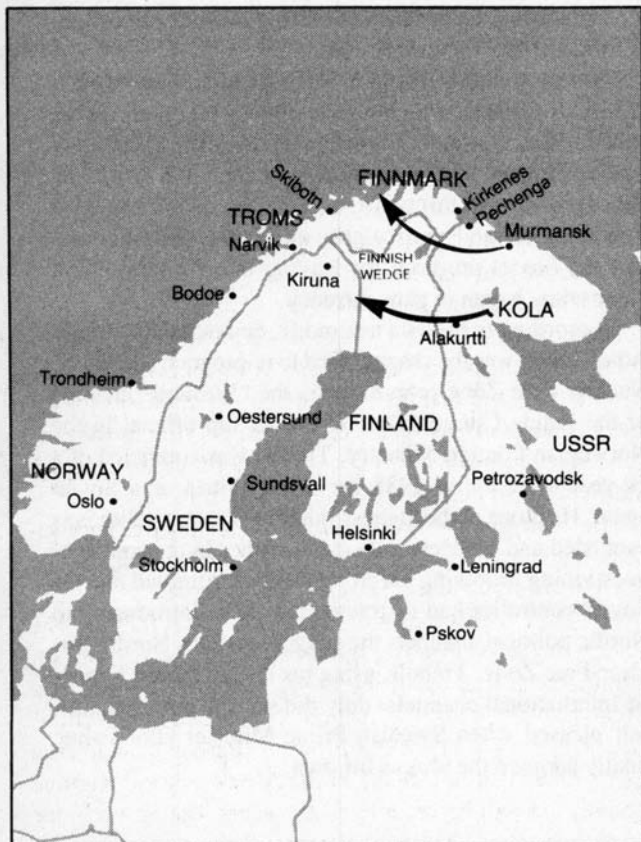 FINNMARK
Skibotn
Kirkenes
Pechenga
TROMS
Murmansk
Narvik
FINNISH
WEDGE
Kiruna
Bodoe
KOLA
Alakurtti
Trondheim
Oestersund
FINLAND
USSR
NORWAY
Sundsvall
Petrozavodsk
Oslo
SWEDEN
Helsinki
Stockholm
Leningrad
Pskov